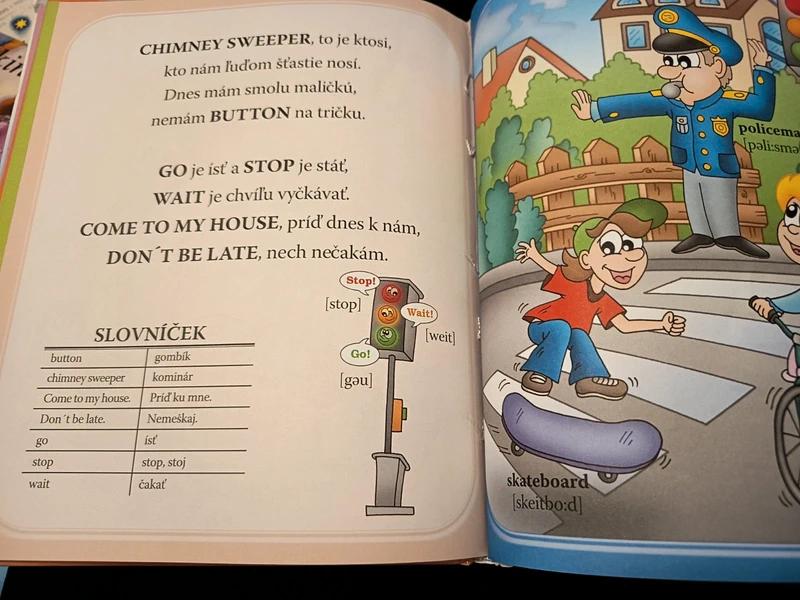 CHIMNEY SWEEPER, to je ktosi,
kto nám ľuďom šťastie nosí.
Dnes mám smolu maličkú,
nemám BUTTON na tričku.
GO je ísť a STOP je stáť,
WAIT je chvíľu vyčkávať.
COME TO MY HOUSE, príď dnes k nám,
DON´T BE LATE, nech nečakám.
Stop!
[stop]
Wait!
[weit]
Go!
[gəu]
SLOVNÍČEK
button gombík
chimney sweeper kominár
Come to my house. Príď ku mne.
Don´t be late. Nemeškaj.
go ísť
stop stop, stoj
wait čakať
policema
[pəli:smə
skateboard
[skeitbo:d]